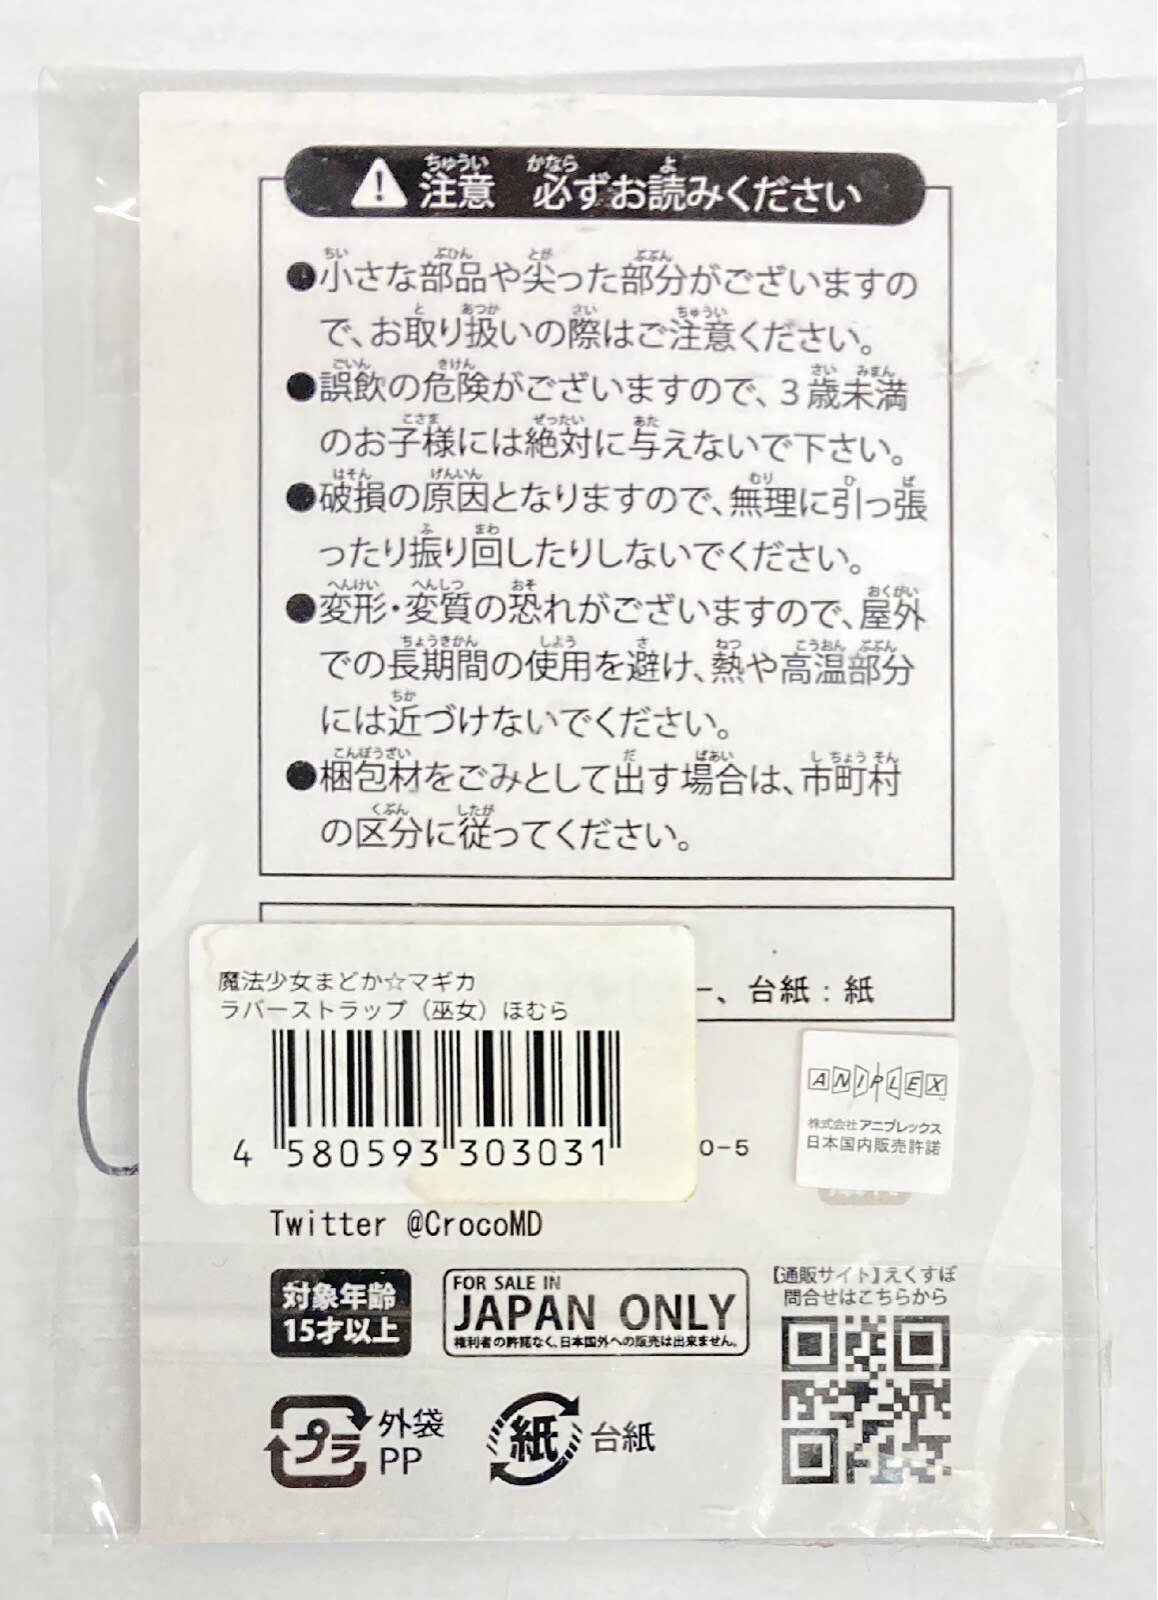 注意 必ずお読みください
●小さな部品や尖った部分がございますの
で、お取り扱いの際はご注意ください。
●誤飲の危険がございますので、3歳未満
のお子様には絶対に与えないで下さい。
●破損の原因となりますので、無理に引っ張
ったり振り回したりしないでください。
●変形・変質の恐れがございますので、屋外
での長期間の使用を避け、熱や高温部分
には近づけないでください。
●梱包材をごみとして出す場合は、市町村
の区分に従ってください。
ー、台紙：紙
魔法少女まどか☆マギカ
ラバーストラップ（巫女）ほむら
4 580593 303031
0-5
ANIPLEX
株式会社アニプレックス
日本国内販売許諾
Twitter @CrocoMD
対象年齢
15才以上
FOR SALE IN
JAPAN ONLY
権利者の許諾なく、日本国外への販売は出来ません。
【通販サイト】えくすぽ
問合せはこちらから
プラ
外袋
PP
紙
台紙